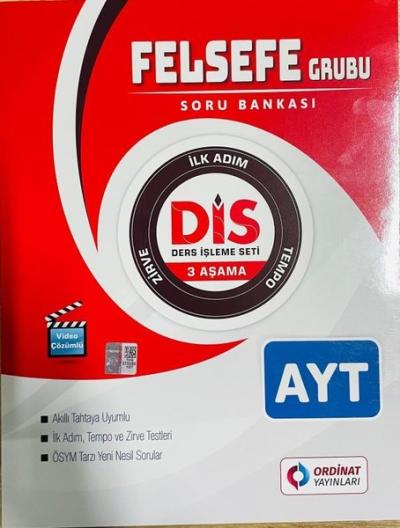 FELSEFE GRUBU
SORU BANKASI
İLK ADIM
DİS
DERS İŞLEME SETİ
3 AŞAMA
ZİRVE
TEMPO
Video
Çözümlü
AYT
• Akıllı Tahtaya Uyumlu
• İlk Adım, Tempo ve Zirve Testleri
• ÖSYM Tarzı Yeni Nesil Sorular
ORDİNAT
YAYINLARI